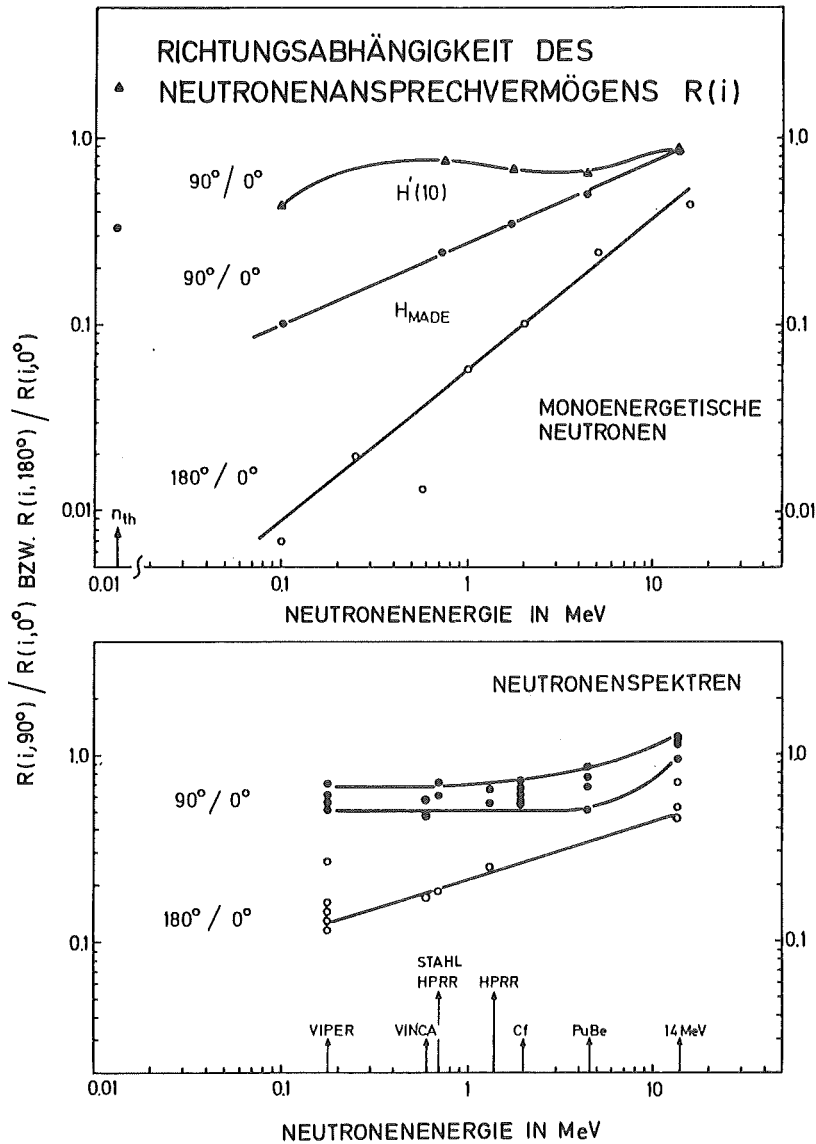 RICHTUNGSABHÄNGIGKEIT DES
NEUTRONENANSPRECHVERMÖGENS R(i)
R(i,90°) / R(i,0°) BZW. R(i,180°) / R(i,0°)
1.0
1.0
90°/ 0°
H'(10)
90°/ 0°
0.1
0.1
H_MADE
MONOENERGETISCHE
NEUTRONEN
180°/ 0°
0.01
0.01
n_th
0.01
0.1
1
10
NEUTRONENENERGIE IN MeV
NEUTRONENSPEKTREN
1.0
1.0
90°/ 0°
180°/ 0°
0.1
0.1
STAHL
HPRR
HPRR
VIPER
VINCA
Cf
PuBe
14MeV
0.01
0.1
1
10
NEUTRONENENERGIE IN MeV